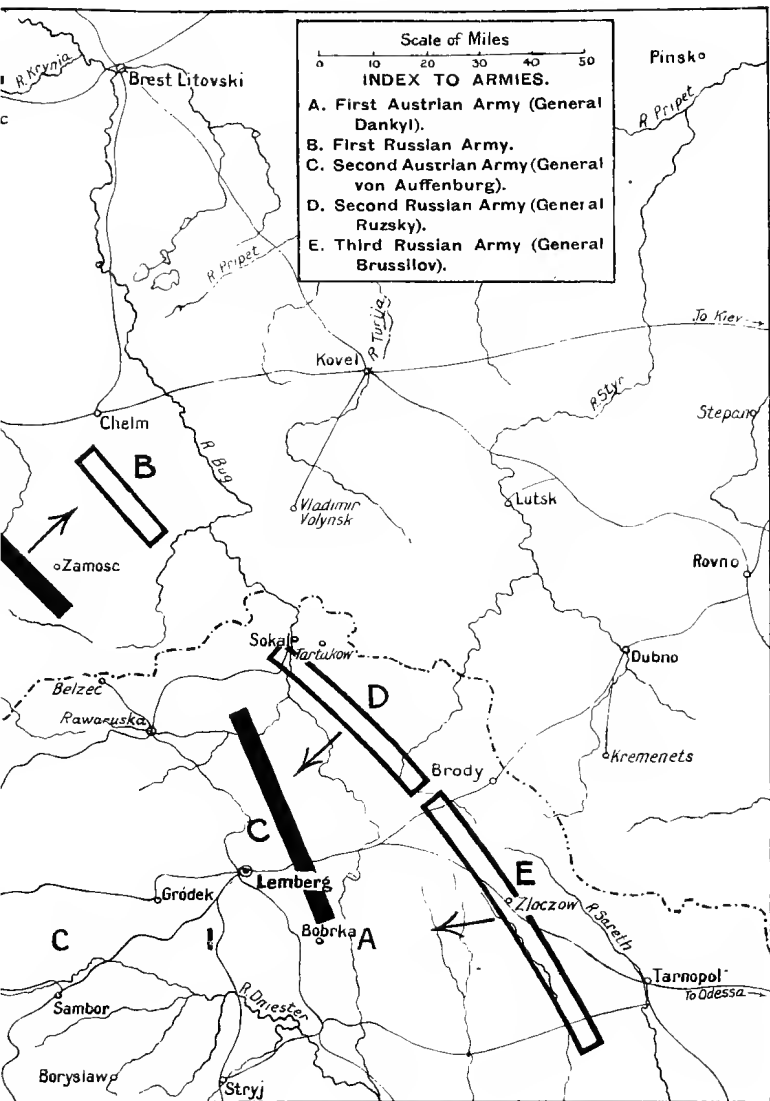 Scale of Miles
0 10 20 30 40 50
INDEX TO ARMIES.
A. First Austrian Army (General
Dankyl).
B. First Russian Army.
C. Second Austrian Army (General
von Auffenburg).
D. Second Russian Army (General
Ruzsky).
E. Third Russian Army (General
Brussilov).
Pinsk
R. Krynia
Brest Litovski
R. Pripet
C
R. Pripet
To Kiev
R. Turija
Kovel
R. Styr
Stepan
Chelm
R. Bug
B
Vladimir
Volynsk
Lutsk
Zamosc
Rovno
Sokal
Tartakow
Dubno
Belzec
D
Rawaruska
Kremenets
Brody
C
Lemberg
E
Gródek
Zloczow
R. Sareth
Bobrka
C I A
Tarnopol
To Odessa
Sambor
R. Dniester
Boryslaw
Stryj